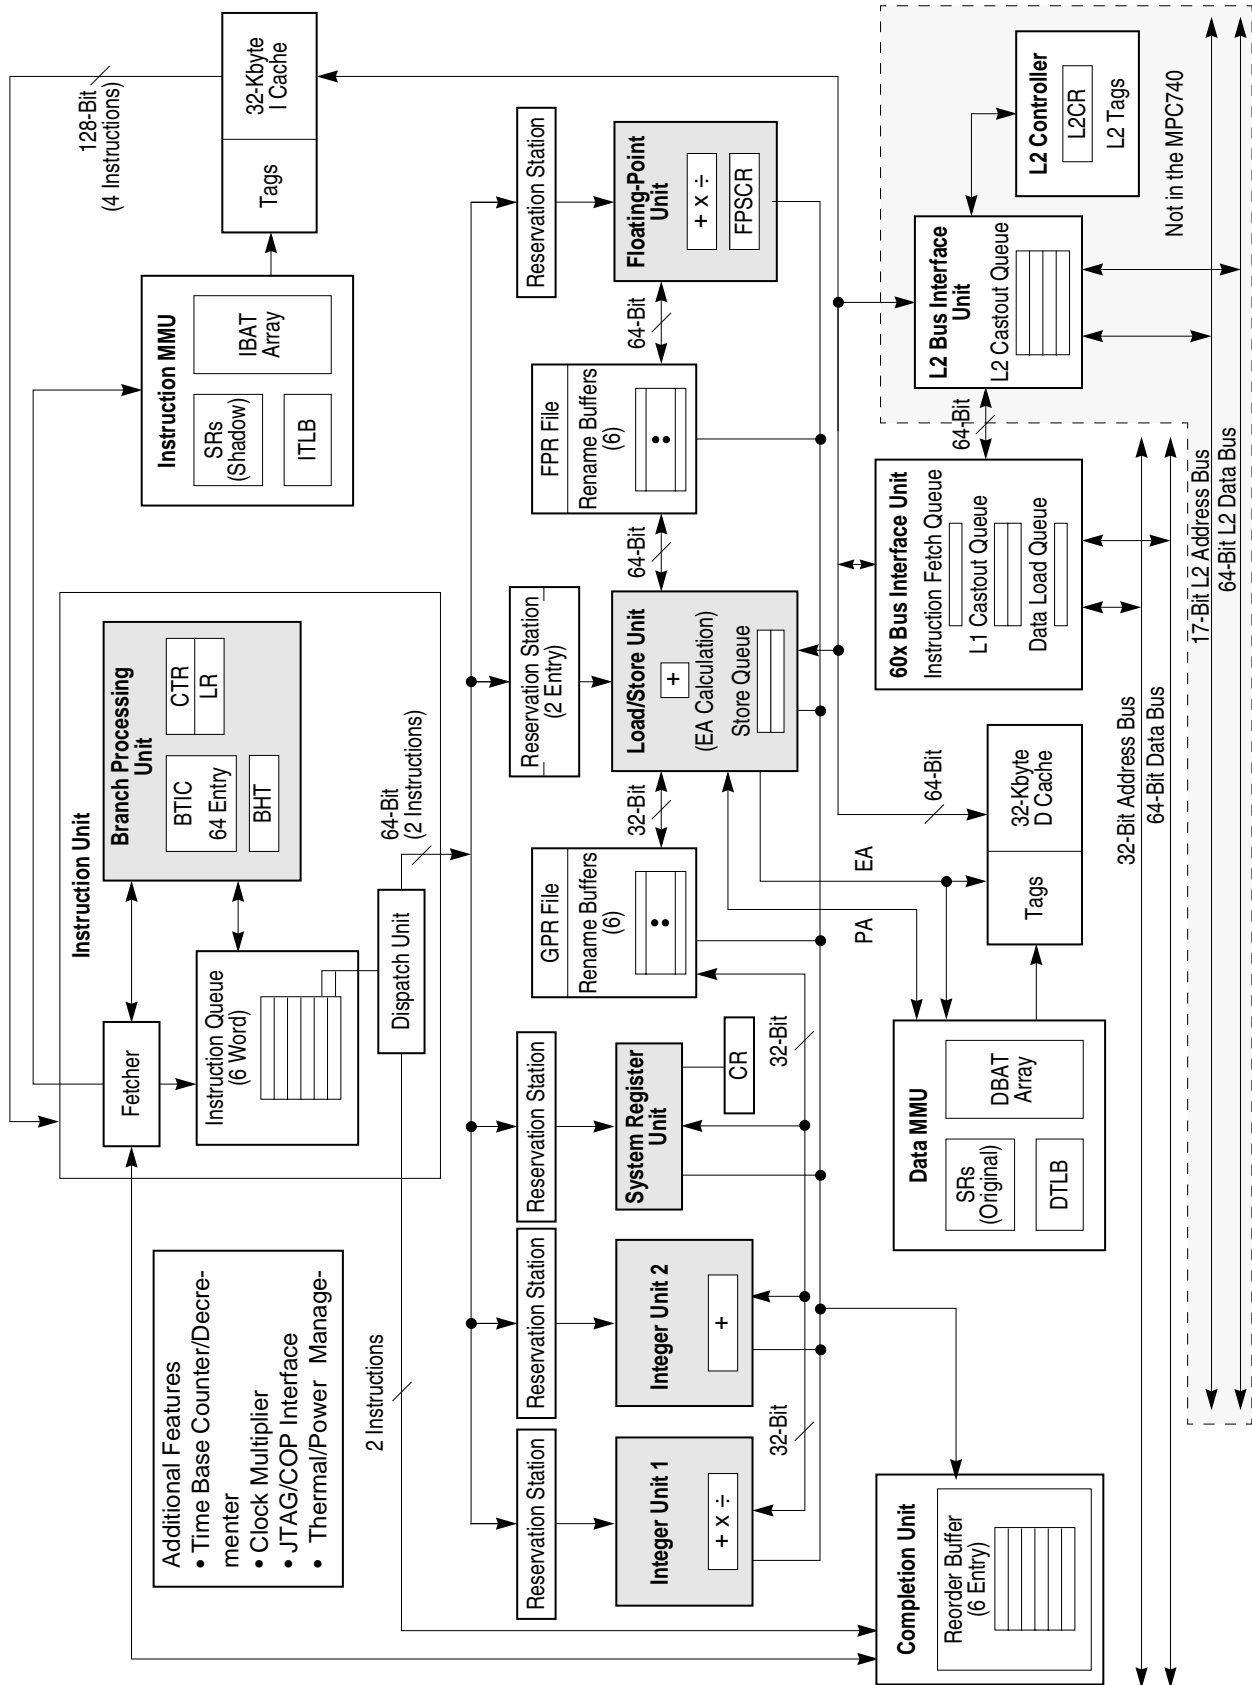 Additional Features
• Time Base Counter/Decre-
menter
• Clock Multiplier
• JTAG/COP Interface
• Thermal/Power Manage-
Instruction Unit
Fetcher
Branch Processing
Unit
BTIC
64 Entry
CTR
LR
BHT
Instruction Queue
(6 Word)
Dispatch Unit
2 Instructions
64-Bit
(2 Instructions)
Instruction MMU
SRs
(Shadow)
IBAT
Array
ITLB
128-Bit
(4 Instructions)
Tags
32-Kbyte
I Cache
Reservation Station
Reservation Station
Reservation Station
Reservation Station
(2 Entry)
Reservation Station
Integer Unit 1
+ x ÷
Integer Unit 2
+
System Register
Unit
CR
32-Bit
32-Bit
GPR File
Rename Buffers
(6)
32-Bit
Load/Store Unit
+
(EA Calculation)
Store Queue
64-Bit
FPR File
Rename Buffers
(6)
64-Bit
Floating-Point
Unit
+ x ÷
FPSCR
PA
EA
64-Bit
Completion Unit
Reorder Buffer
(6 Entry)
Data MMU
SRs
(Original)
DBAT
Array
DTLB
Tags
32-Kbyte
D Cache
60x Bus Interface Unit
Instruction Fetch Queue
L1 Castout Queue
Data Load Queue
64-Bit
L2 Bus Interface
Unit
L2 Castout Queue
L2 Controller
L2CR
L2 Tags
Not in the MPC740
32-Bit Address Bus
64-Bit Data Bus
17-Bit L2 Address Bus
64-Bit L2 Data Bus